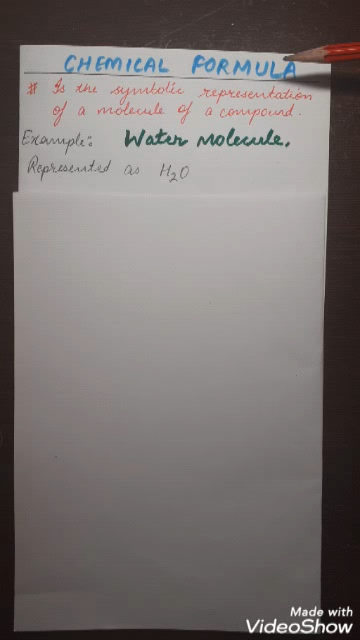 CHEMICAL FORMULA
# Is the symbolic representation
of a molecule of a compound.
Example:- Water Molecule.
Represented as H₂O
Made with
VideoShow